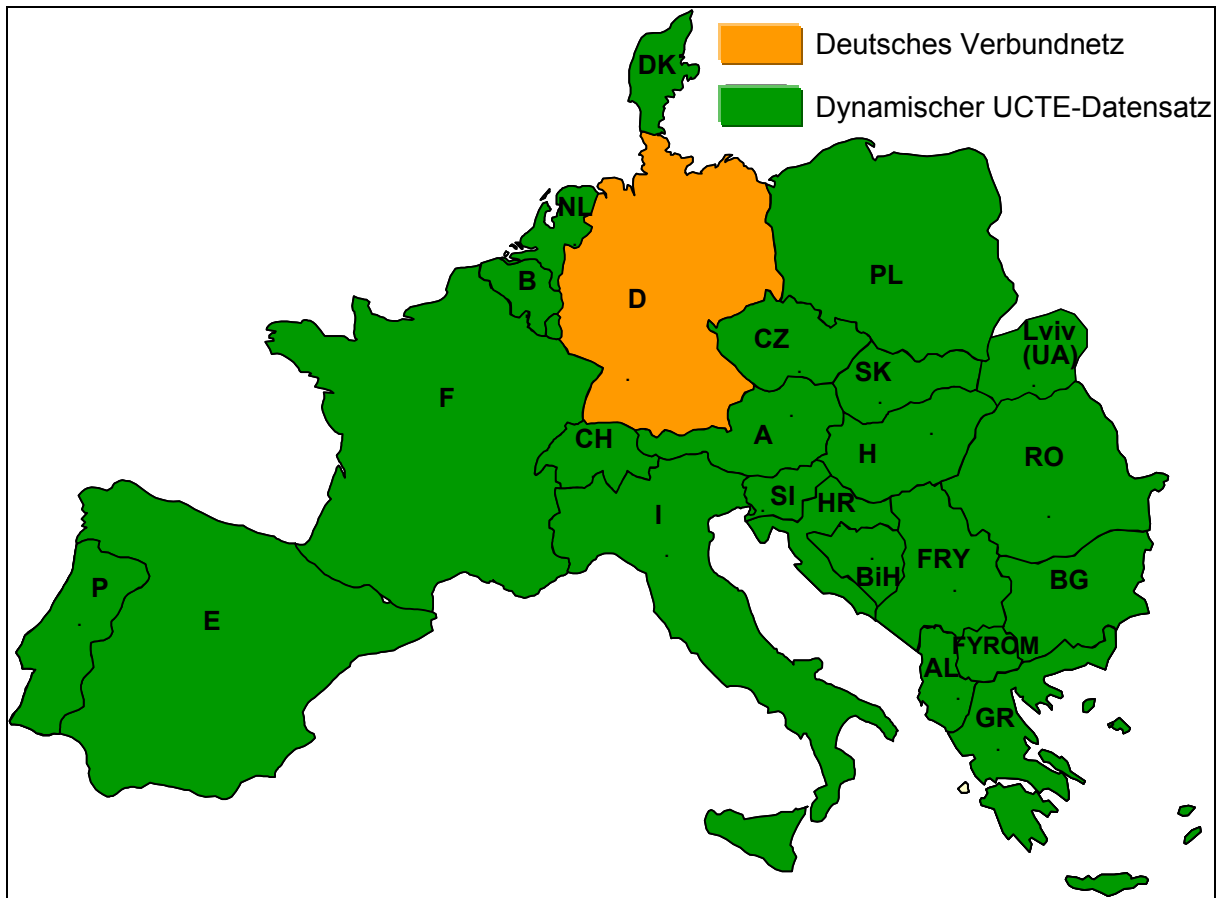 Deutsches Verbundnetz
Dynamischer UCTE-Datensatz
DK
NL
B
D
PL
CZ
Lviv
(UA)
SK
F
CH
A
H
RO
SI
HR
I
FRY
BiH
BG
P
E
FYROM
AL
GR